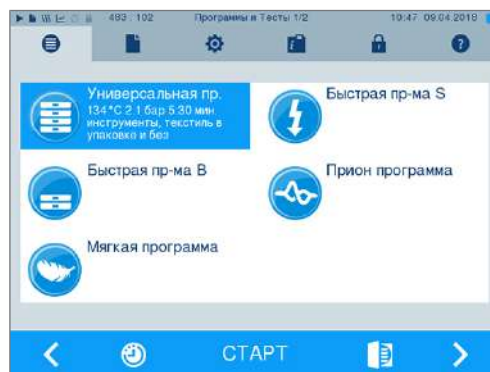 483 : 102 Программы и Тесты 1/2 10:47 09.04.2018
Универсальная пр.
134°C 2.1 бар 5:30 мин
инструменты, текстиль в
упаковке и без
Быстрая пр-ма S
Быстрая пр-ма B
Прион программа
Мягкая программа
СТАРТ